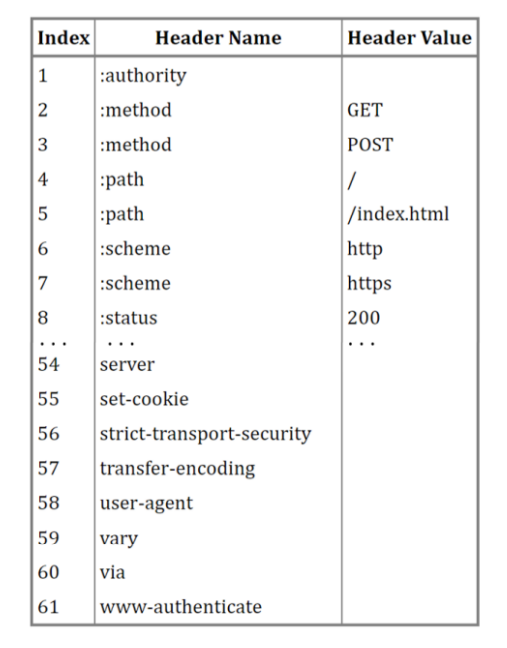 Index Header Name Header Value
1 :authority
2 :method GET
3 :method POST
4 :path /
5 :path /index.html
6 :scheme http
7 :scheme https
8 :status 200
... ... ...
54 server
55 set-cookie
56 strict-transport-security
57 transfer-encoding
58 user-agent
59 vary
60 via
61 www-authenticate